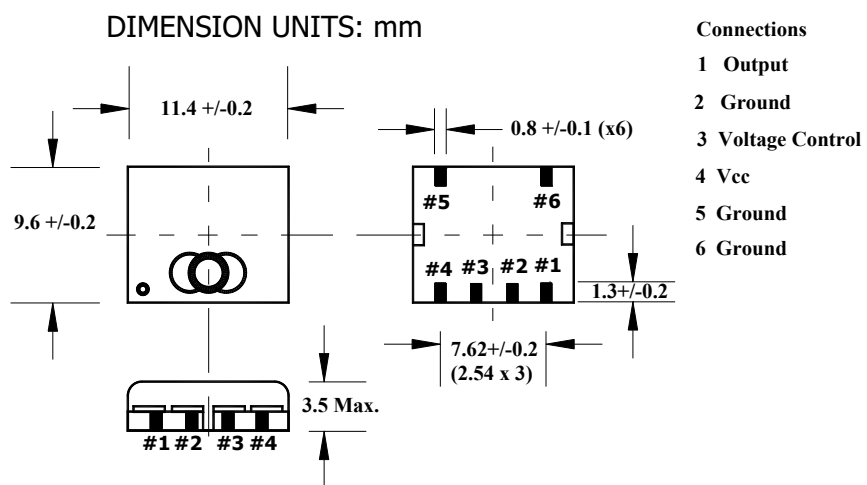 DIMENSION UNITS: mm
11.4 +/-0.2
9.6 +/-0.2
3.5 Max.
#1 #2 #3 #4
0.8 +/-0.1 (x6)
#5 #6
#4 #3 #2 #1
1.3+/-0.2
7.62+/-0.2
(2.54 x 3)
Connections
1 Output
2 Ground
3 Voltage Control
4 Vcc
5 Ground
6 Ground